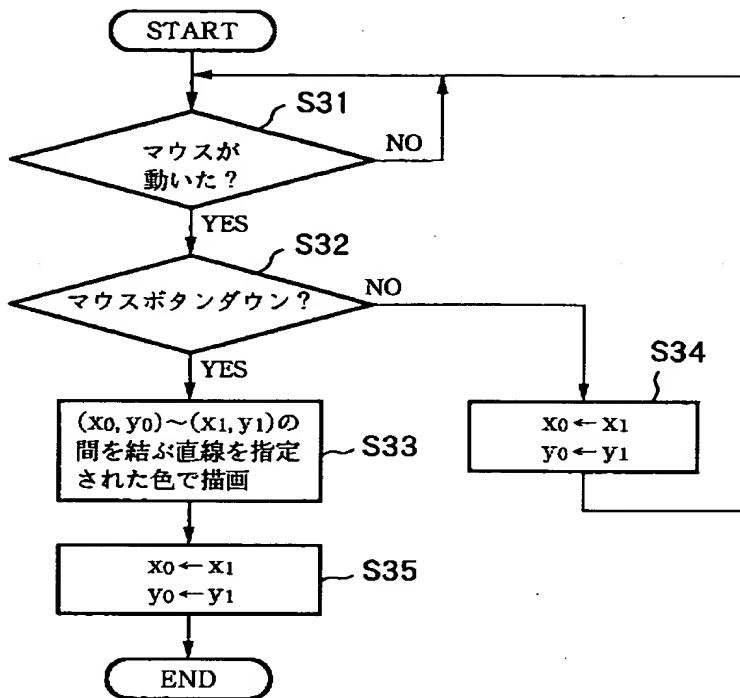 START
S31
マウスが
動いた?
NO
YES
S32
マウスボタンダウン?
NO
YES
S34
x0←x1
y0←y1
(x0,y0)～(x1,y1)の
間を結ぶ直線を指定
された色で描画
S33
x0←x1
y0←y1
S35
END